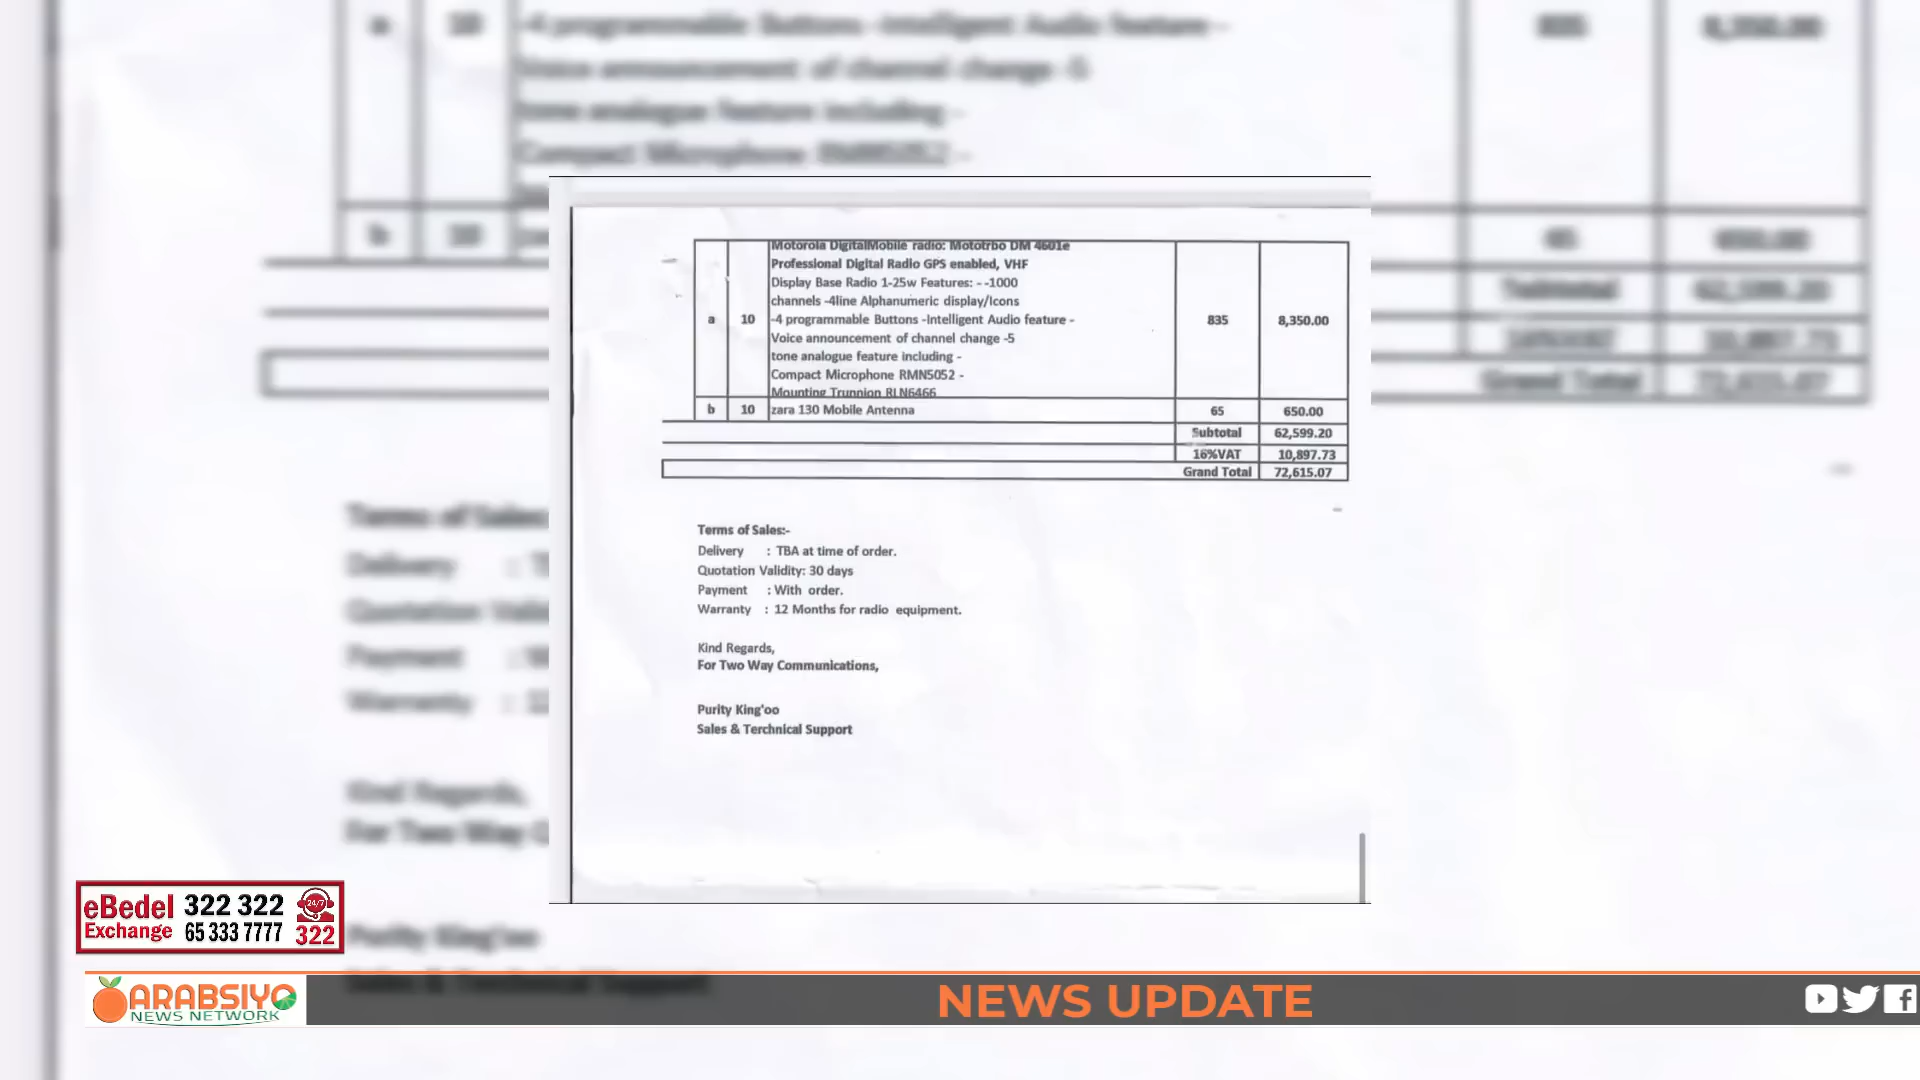 Motorola DigitalMobile radio: Mototrbo DM 4601e
Professional Digital Radio GPS enabled, VHF
Display Base Radio 1-25w Features: - -1000
channels -4line Alphanumeric display/Icons
a 10 -4 programmable Buttons -Intelligent Audio feature - 835 8,350.00
Voice announcement of channel change -5
tone analogue feature including -
Compact Microphone RMN5052 -
Mounting Trunnion RLN6466
b 10 zara 130 Mobile Antenna 65 650.00
Subtotal 62,599.20
16%VAT 10,897.73
Grand Total 72,615.07
Terms of Sales:-
Delivery : TBA at time of order.
Quotation Validity: 30 days
Payment : With order.
Warranty : 12 Months for radio equipment.
Kind Regards,
For Two Way Communications,
Purity King'oo
Sales & Terchnical Support
eBedel 322 322 24/7
Exchange 65 333 7777 322
ARABSIYO
NEWS NETWORK
NEWS UPDATE